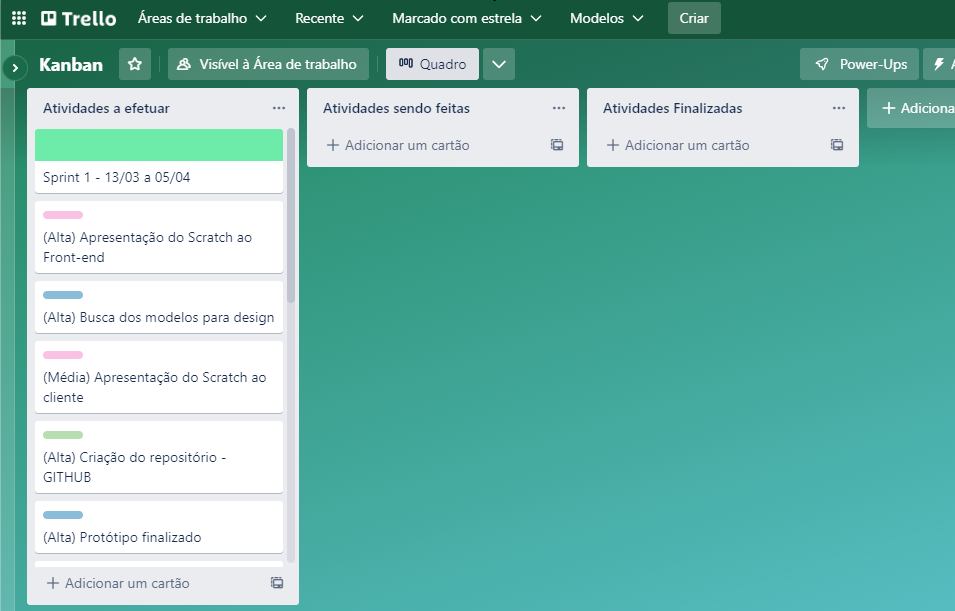 Trello Áreas de trabalho Recente Marcado com estrela Modelos Criar
Kanban Visível à Área de trabalho Quadro Power-Ups
Atividades a efetuar
Sprint 1 - 13/03 a 05/04
(Alta) Apresentação do Scratch ao
Front-end
(Alta) Busca dos modelos para design
(Média) Apresentação do Scratch ao
cliente
(Alta) Criação do repositório -
GITHUB
(Alta) Protótipo finalizado
+ Adicionar um cartão
Atividades sendo feitas
+ Adicionar um cartão
Atividades Finalizadas
+ Adicionar um cartão
+ Adiciona